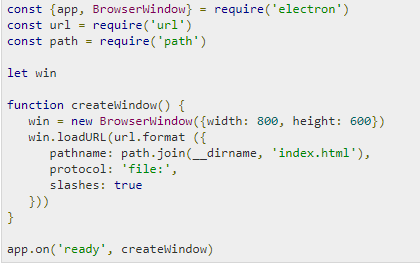 const {app, BrowserWindow} = require('electron')
const url = require('url')
const path = require('path')

let win

function createWindow() {
   win = new BrowserWindow({width: 800, height: 600})
   win.loadURL(url.format ({
      pathname: path.join(__dirname, 'index.html'),
      protocol: 'file:',
      slashes: true
   }))
}

app.on('ready', createWindow)